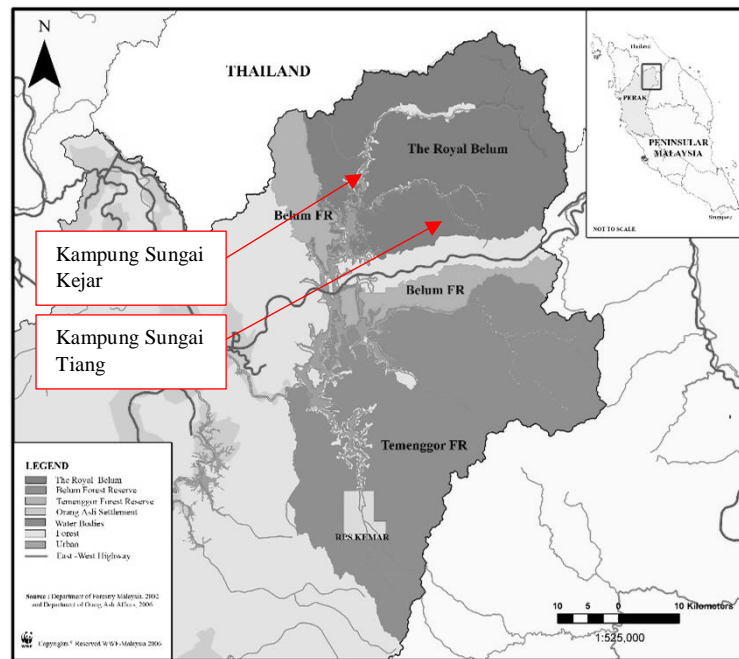 N
THAILAND
Thailand
PERAK
PENINSULAR
MALAYSIA
NOT TO SCALE
The Royal Belum
Belum FR
Kampung Sungai
Kejar
Belum FR
Kampung Sungai
Tiang
Temenggor FR
LEGEND
The Royal Belum
Belum Forest Reserve
Temenggor Forest Reserve
Orang Asli Settlement
Water Bodies
Forest
Urban
East -West Highway
RPS KEMAR
Source : Department of Forestry Malaysia, 2002
and Department of Orang Asli Affairs, 2006
10 5 0 10 Kilometers
1:525,000
WWF
Copyrights © Reserved WWF-Malaysia 2006